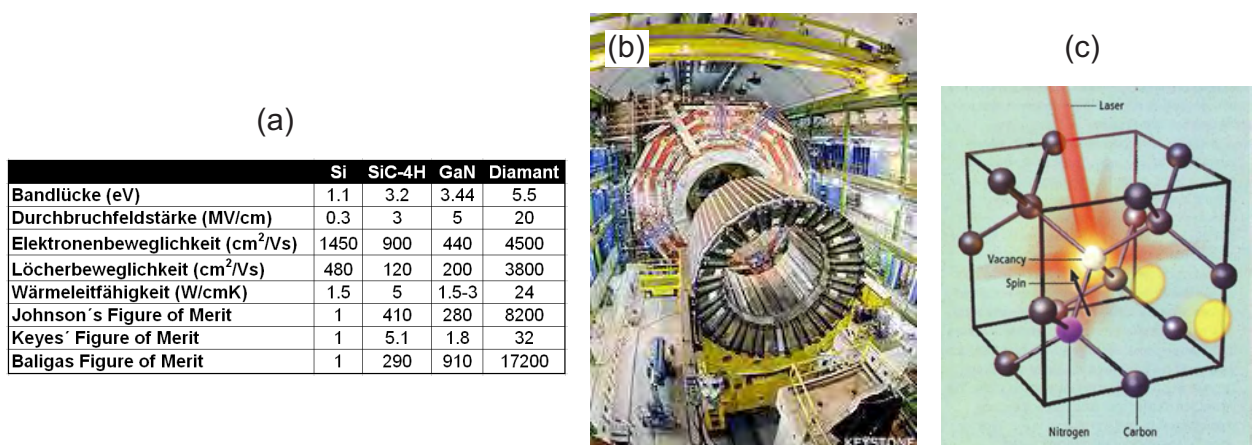 (a)
Si SiC-4H GaN Diamant
Bandlücke (eV) 1.1 3.2 3.44 5.5
Durchbruchfeldstärke (MV/cm) 0.3 3 5 20
Elektronenbeweglichkeit (cm²/Vs) 1450 900 440 4500
Löcherbeweglichkeit (cm²/Vs) 480 120 200 3800
Wärmeleitfähigkeit (W/cmK) 1.5 5 1.5-3 24
Johnson´s Figure of Merit 1 410 280 8200
Keyes´ Figure of Merit 1 5.1 1.8 32
Baligas Figure of Merit 1 290 910 17200
(b)
KEYSTONE
(c)
Laser
Vacancy
Spin
Nitrogen Carbon